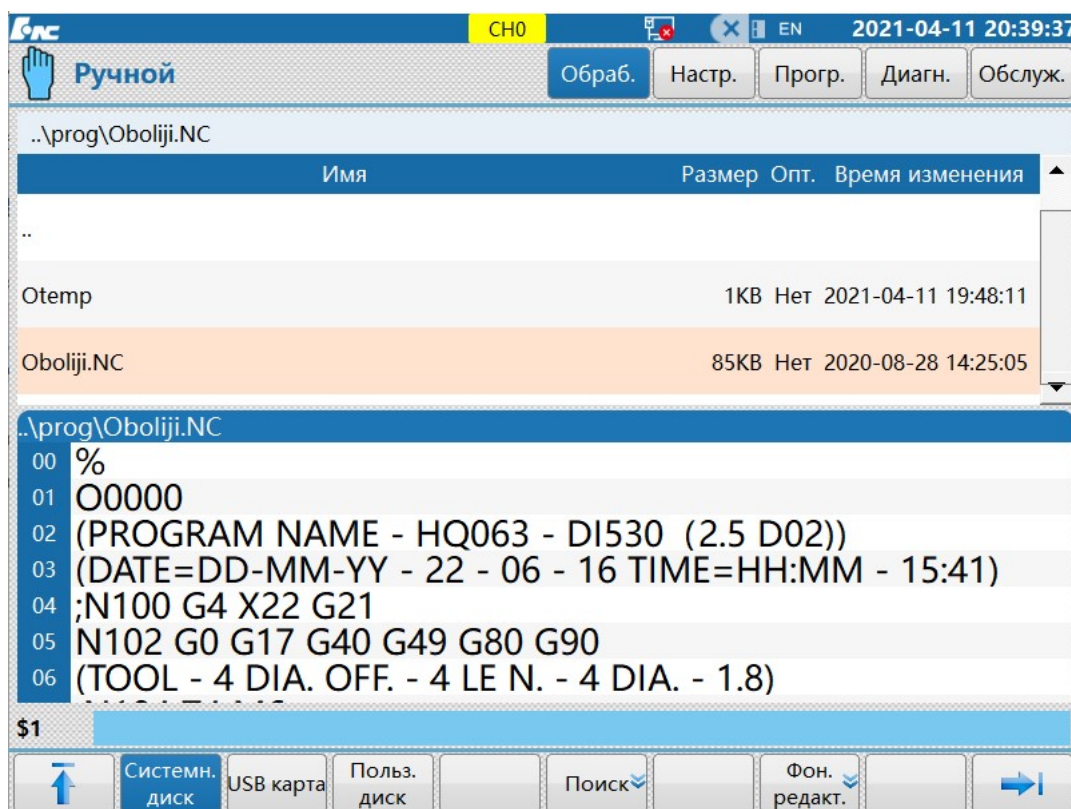 HNC CH0 EN 2021-04-11 20:39:37
Ручной Обраб. Настр. Прогр. Диагн. Обслуж.
..\prog\Oboliji.NC
Имя Размер Опт. Время изменения
..
Otemp 1KB Нет 2021-04-11 19:48:11
Oboliji.NC 85KB Нет 2020-08-28 14:25:05
..\prog\Oboliji.NC
00 %
01 O0000
02 (PROGRAM NAME - HQ063 - DI530 (2.5 D02))
03 (DATE=DD-MM-YY - 22 - 06 - 16 TIME=HH:MM - 15:41)
04 ;N100 G4 X22 G21
05 N102 G0 G17 G40 G49 G80 G90
06 (TOOL - 4 DIA. OFF. - 4 LE N. - 4 DIA. - 1.8)
$1
Системн. диск USB карта Польз. диск Поиск Фон. редакт.